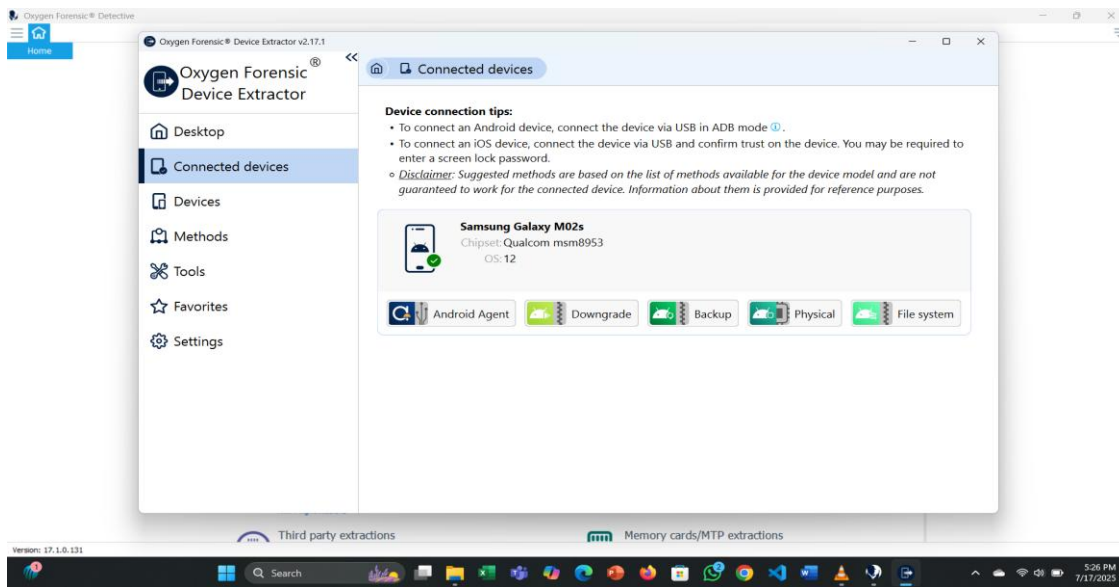 Oxygen Forensic® Detective
Home
Oxygen Forensic® Device Extractor v2.17.1
Oxygen Forensic®
Device Extractor
Desktop
Connected devices
Devices
Methods
Tools
Favorites
Settings
<<
Connected devices
Device connection tips:
• To connect an Android device, connect the device via USB in ADB mode ⓘ.
• To connect an iOS device, connect the device via USB and confirm trust on the device. You may be required to
enter a screen lock password.
◦ Disclaimer: Suggested methods are based on the list of methods available for the device model and are not
guaranteed to work for the connected device. Information about them is provided for reference purposes.
Samsung Galaxy M02s
Chipset: Qualcom msm8953
OS: 12
Android Agent
Downgrade
Backup
Physical
File system
Third party extractions
Memory cards/MTP extractions
Version: 17.1.0.131
1
Search
5:26 PM